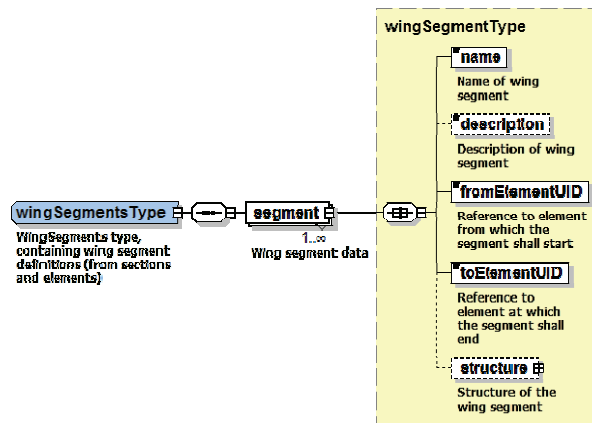 wingSegmentType
name
Name of wing
segment
description
Description of wing
segment
wingSegmentsType
WingSegments type,
containing wing segment
definitions (from sections
and elements)
segment
1..∞
Wing segment data
fromElementUID
Reference to element
from which the
segment shall start
toElementUID
Reference to
element at which
the segment shall
end
structure
Structure of the
wing segment